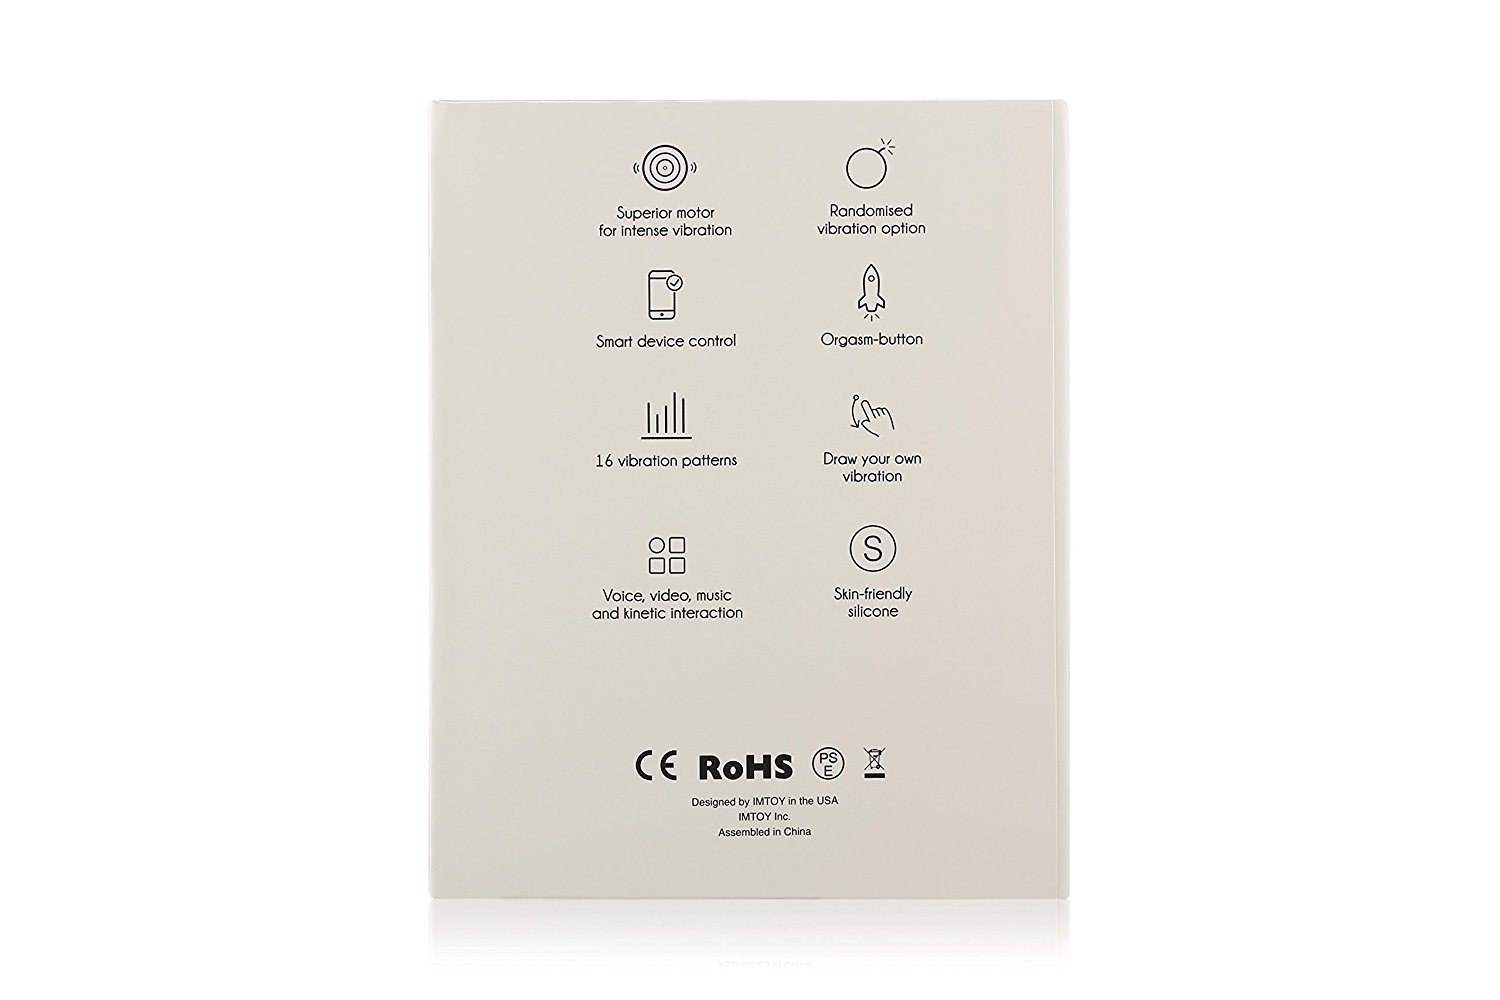 Superior motor
for intense vibration
Randomised
vibration option
Smart device control
Orgasm-button
16 vibration patterns
Draw your own
vibration
Voice, video, music
and kinetic interaction
S
Skin-friendly
silicone
CE RoHS PS
E
Designed by IMTOY in the USA
IMTOY Inc.
Assembled in China